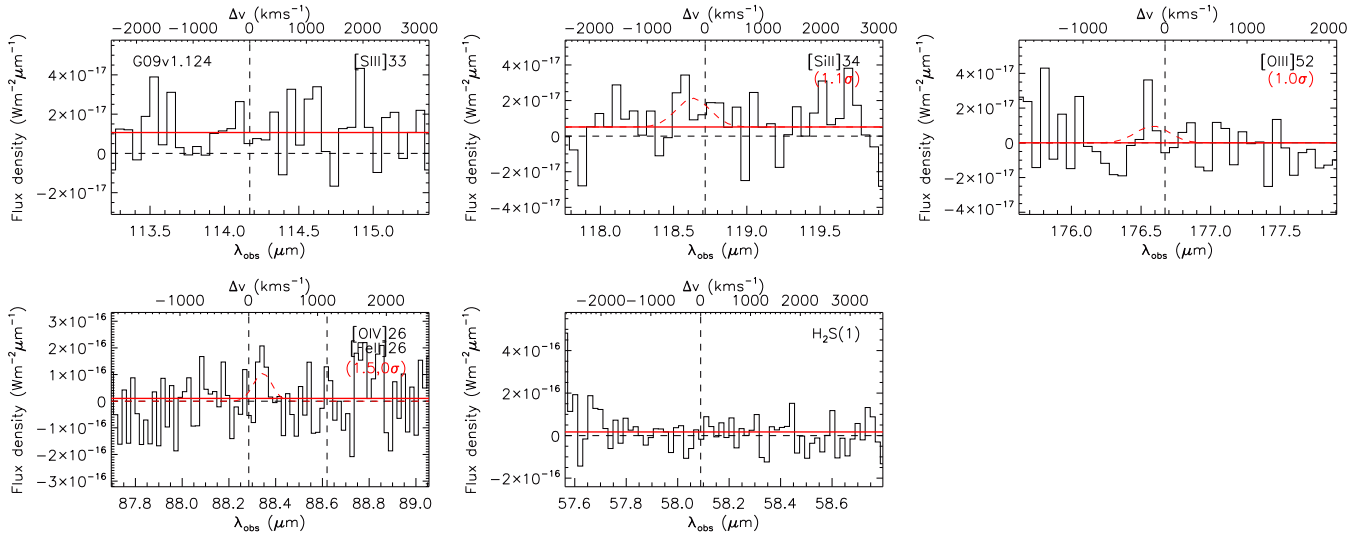 Δv (kms⁻¹)
−2000 −1000 0 1000 2000 3000
G09v1.124 [SIII]33
Flux density (Wm⁻²μm⁻¹)
4×10⁻¹⁷
2×10⁻¹⁷
0
−2×10⁻¹⁷
113.5 114.0 114.5 115.0
λobs (μm)
Δv (kms⁻¹)
−2000 −1000 0 1000 2000 3000
[SiII]34
(1.1σ)
Flux density (Wm⁻²μm⁻¹)
4×10⁻¹⁷
2×10⁻¹⁷
0
−2×10⁻¹⁷
−4×10⁻¹⁷
118.0 118.5 119.0 119.5
λobs (μm)
Δv (kms⁻¹)
−1000 0 1000 2000
[OIII]52
(1.0σ)
Flux density (Wm⁻²μm⁻¹)
4×10⁻¹⁷
2×10⁻¹⁷
0
−2×10⁻¹⁷
−4×10⁻¹⁷
176.0 176.5 177.0 177.5
λobs (μm)
Δv (kms⁻¹)
−1000 0 1000 2000
[OIV]26
[FeII]26
(1.5,0σ)
Flux density (Wm⁻²μm⁻¹)
3×10⁻¹⁶
2×10⁻¹⁶
1×10⁻¹⁶
0
−1×10⁻¹⁶
−2×10⁻¹⁶
−3×10⁻¹⁶
87.8 88.0 88.2 88.4 88.6 88.8 89.0
λobs (μm)
Δv (kms⁻¹)
−2000 −1000 0 1000 2000 3000
H₂S(1)
Flux density (Wm⁻²μm⁻¹)
4×10⁻¹⁶
2×10⁻¹⁶
0
−2×10⁻¹⁶
57.6 57.8 58.0 58.2 58.4 58.6
λobs (μm)